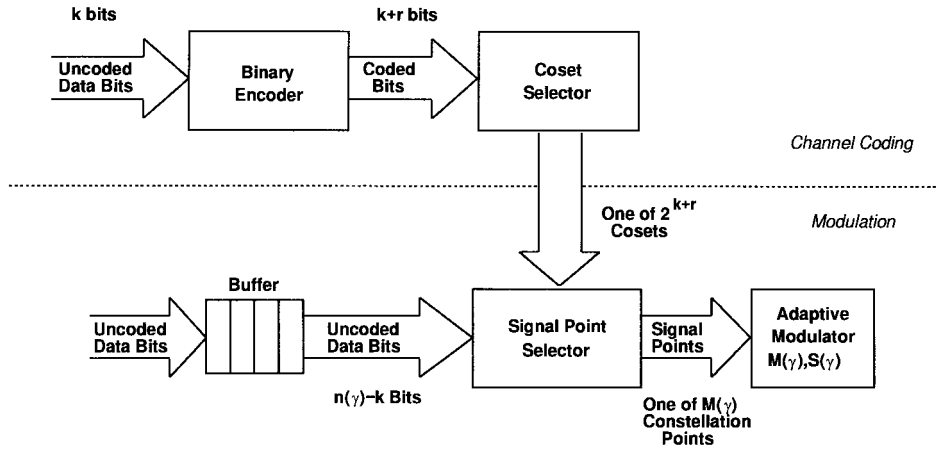 k bits
k+r bits
Uncoded
Data Bits
Binary
Encoder
Coded
Bits
Coset
Selector
Channel Coding
One of 2^k+r
Cosets
Modulation
Buffer
Uncoded
Data Bits
Uncoded
Data Bits
n(γ)−k Bits
Signal Point
Selector
Signal
Points
One of M(γ)
Constellation
Points
Adaptive
Modulator
M(γ),S(γ)